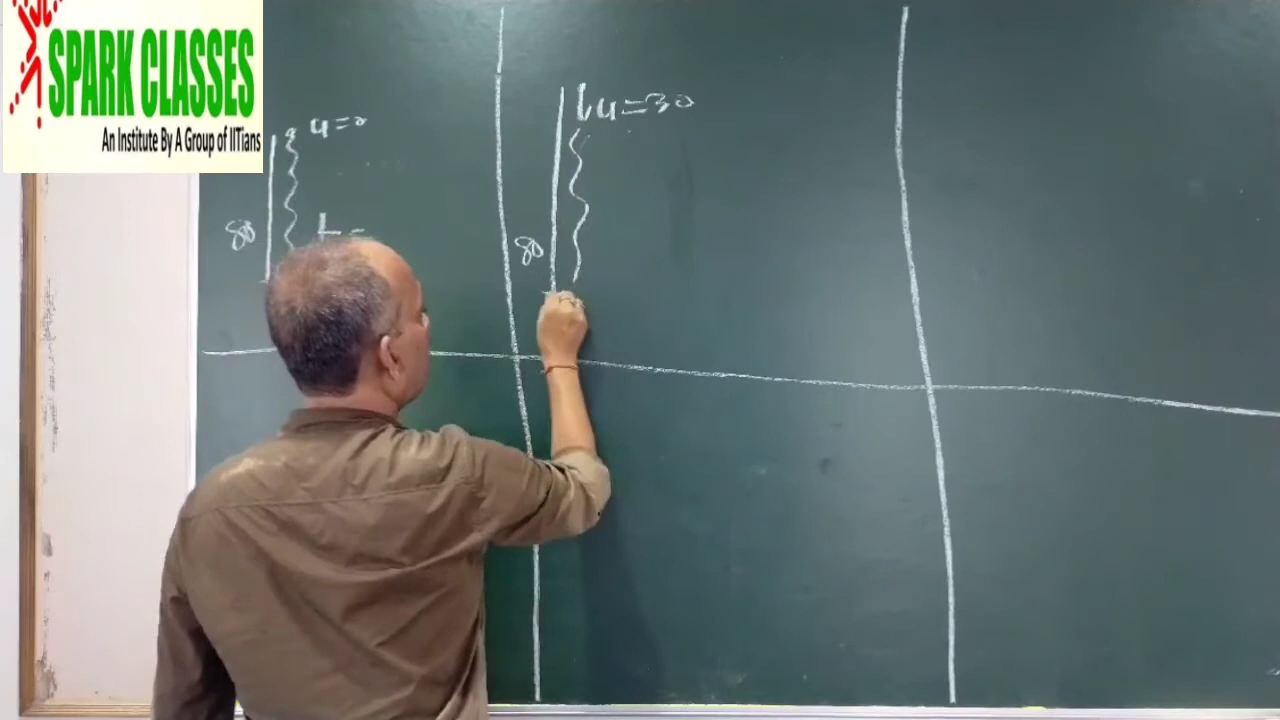 SPARK CLASSES
An Institute By A Group of IITians
u=0
80
t=
u=30
80